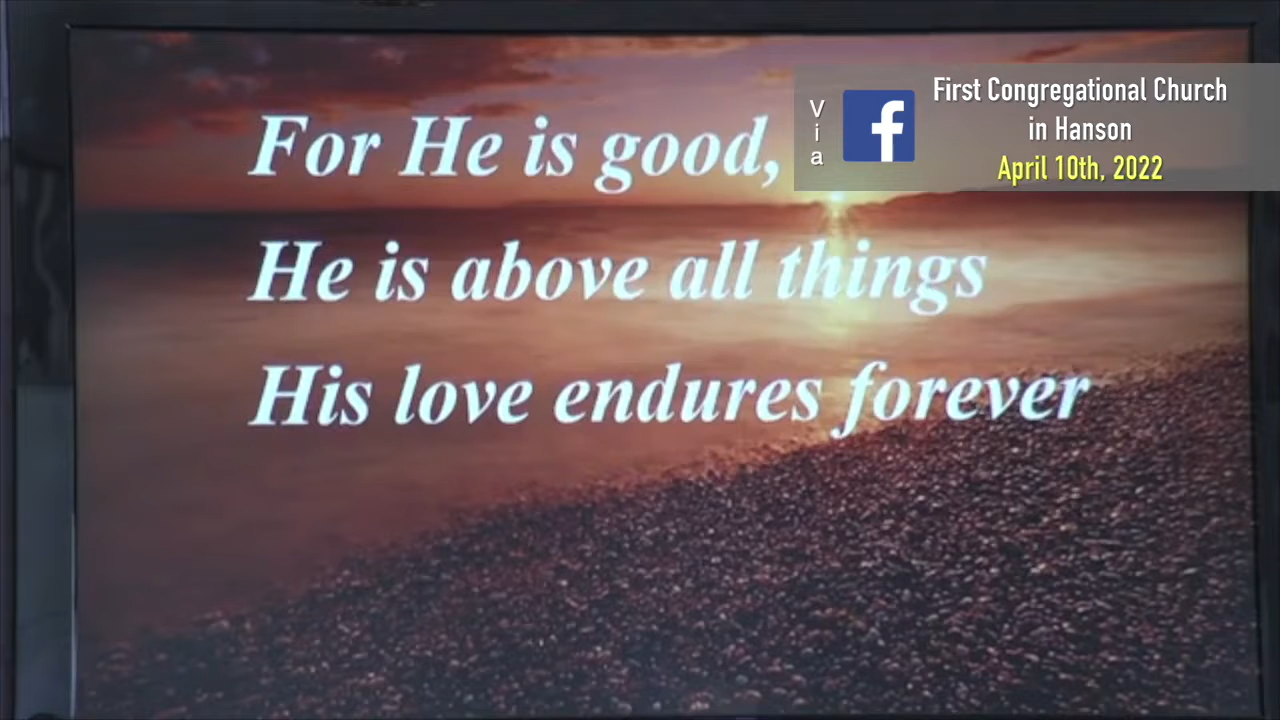 For He is good,
He is above all things
His love endures forever
Via
f
First Congregational Church
in Hanson
April 10th, 2022